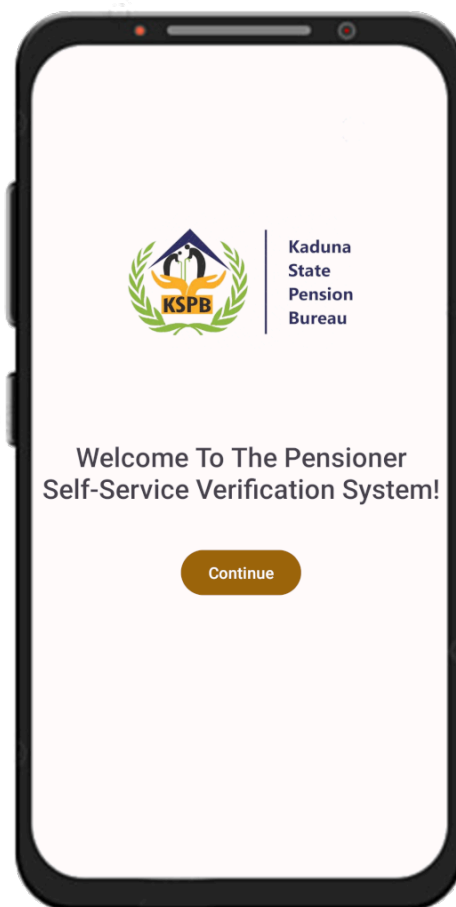 KSPB
Kaduna
State
Pension
Bureau
Welcome To The Pensioner
Self-Service Verification System!
Continue